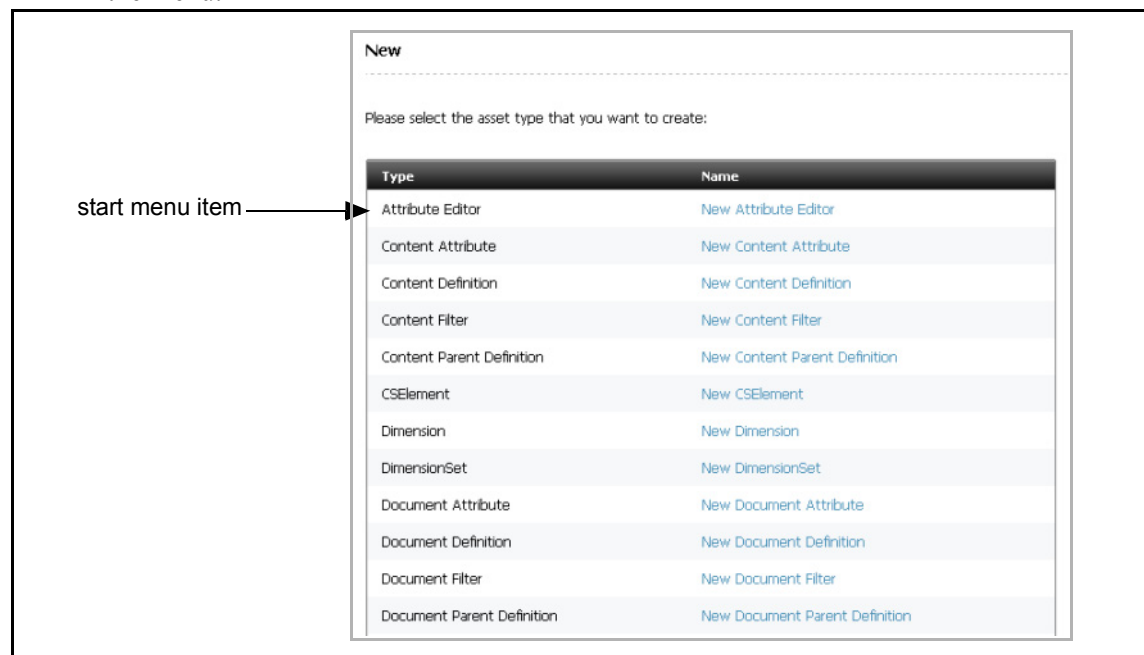 New
Please select the asset type that you want to create:
Type Name
start menu item
Attribute Editor New Attribute Editor
Content Attribute New Content Attribute
Content Definition New Content Definition
Content Filter New Content Filter
Content Parent Definition New Content Parent Definition
CSElement New CSElement
Dimension New Dimension
DimensionSet New DimensionSet
Document Attribute New Document Attribute
Document Definition New Document Definition
Document Filter New Document Filter
Document Parent Definition New Document Parent Definition